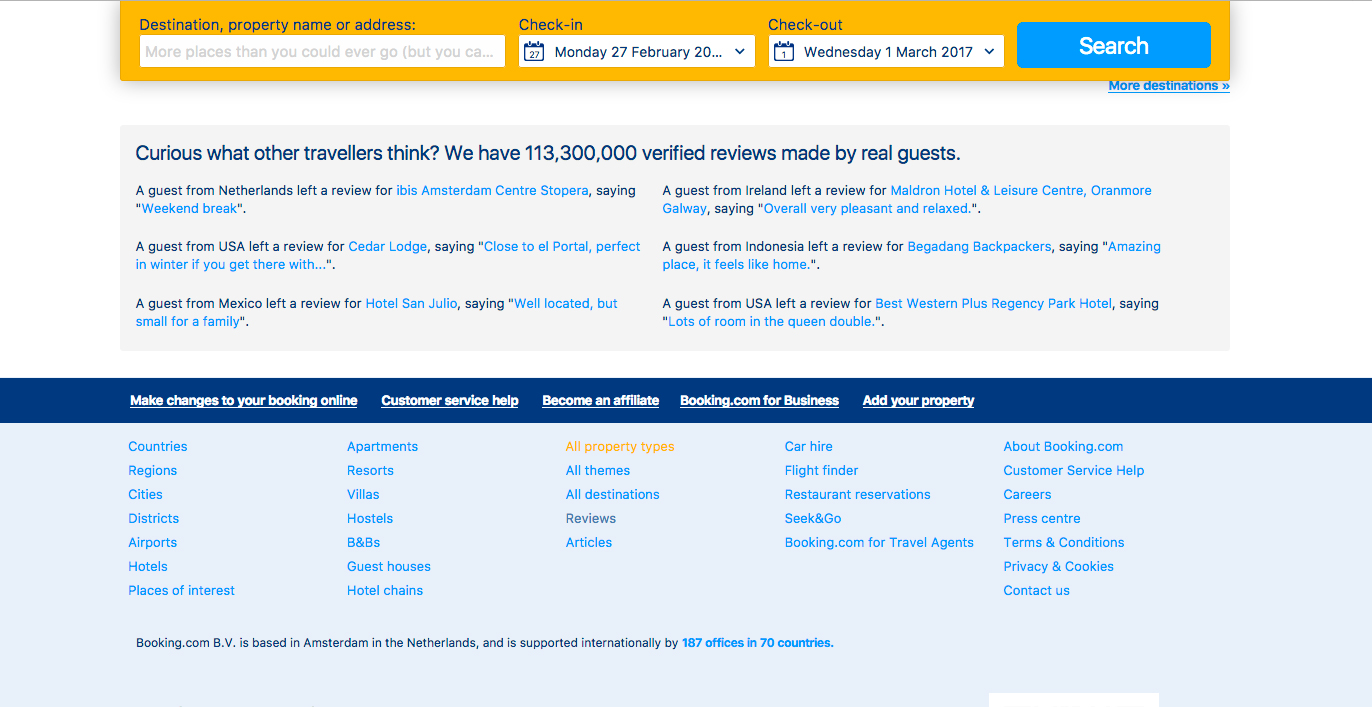 Destination, property name or address:
Check-in
Check-out
More places than you could ever go (but you ca...
27
Monday 27 February 20...
1
Wednesday 1 March 2017
Search
More destinations »
Curious what other travellers think? We have 113,300,000 verified reviews made by real guests.
A guest from Netherlands left a review for ibis Amsterdam Centre Stopera, saying
"Weekend break".
A guest from Ireland left a review for Maldron Hotel & Leisure Centre, Oranmore
Galway, saying "Overall very pleasant and relaxed.".
A guest from USA left a review for Cedar Lodge, saying "Close to el Portal, perfect
in winter if you get there with...".
A guest from Indonesia left a review for Begadang Backpackers, saying "Amazing
place, it feels like home.".
A guest from Mexico left a review for Hotel San Julio, saying "Well located, but
small for a family".
A guest from USA left a review for Best Western Plus Regency Park Hotel, saying
"Lots of room in the queen double.".
Make changes to your booking online
Customer service help
Become an affiliate
Booking.com for Business
Add your property
Countries
Regions
Cities
Districts
Airports
Hotels
Places of interest
Apartments
Resorts
Villas
Hostels
B&Bs
Guest houses
Hotel chains
All property types
All themes
All destinations
Reviews
Articles
Car hire
Flight finder
Restaurant reservations
Seek&Go
Booking.com for Travel Agents
About Booking.com
Customer Service Help
Careers
Press centre
Terms & Conditions
Privacy & Cookies
Contact us
Booking.com B.V. is based in Amsterdam in the Netherlands, and is supported internationally by 187 offices in 70 countries.